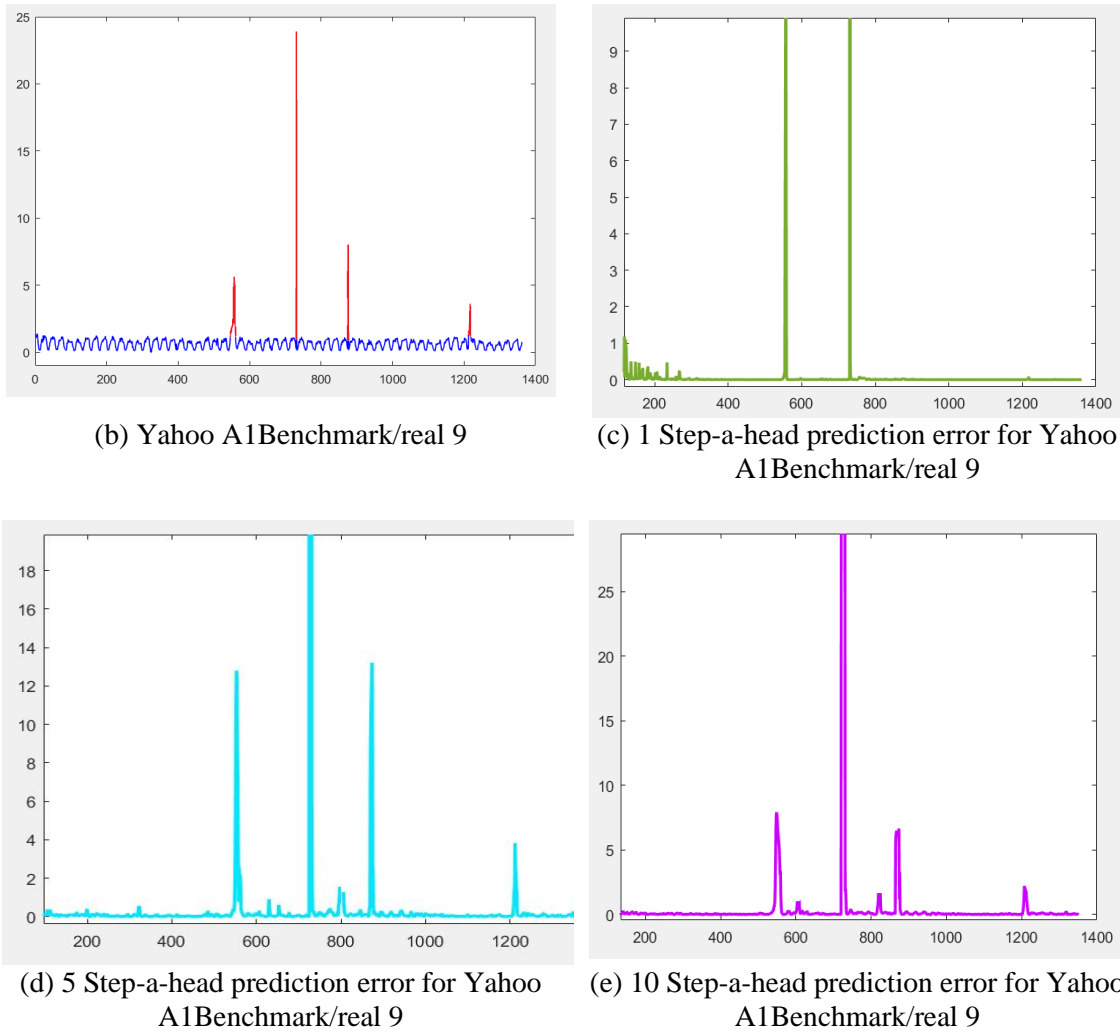 25
20
15
10
5
0
0 200 400 600 800 1000 1200 1400
(b) Yahoo A1Benchmark/real 9
9
8
7
6
5
4
3
2
1
0
200 400 600 800 1000 1200 1400
(c) 1 Step-a-head prediction error for Yahoo
A1Benchmark/real 9
18
16
14
12
10
8
6
4
2
0
200 400 600 800 1000 1200
(d) 5 Step-a-head prediction error for Yahoo
A1Benchmark/real 9
25
20
15
10
5
0
200 400 600 800 1000 1200 1400
(e) 10 Step-a-head prediction error for Yahoo
A1Benchmark/real 9